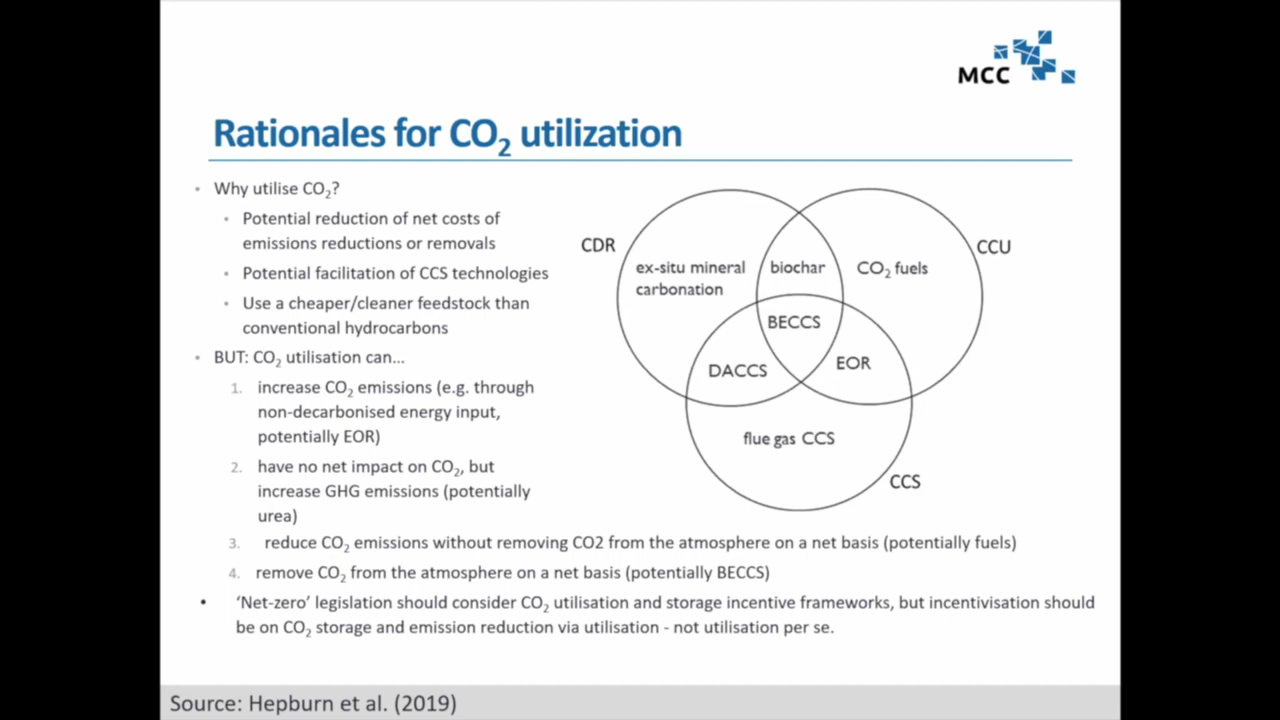 MCC
Rationales for CO₂ utilization
• Why utilise CO₂?
• Potential reduction of net costs of
emissions reductions or removals
• Potential facilitation of CCS technologies
• Use a cheaper/cleaner feedstock than
conventional hydrocarbons
• BUT: CO₂ utilisation can...
1. increase CO₂ emissions (e.g. through
non-decarbonised energy input,
potentially EOR)
2. have no net impact on CO₂, but
increase GHG emissions (potentially
urea)
3. reduce CO₂ emissions without removing CO2 from the atmosphere on a net basis (potentially fuels)
4. remove CO₂ from the atmosphere on a net basis (potentially BECCS)
• ‘Net-zero’ legislation should consider CO₂ utilisation and storage incentive frameworks, but incentivisation should
be on CO₂ storage and emission reduction via utilisation - not utilisation per se.
CDR
CCU
ex-situ mineral
carbonation
biochar
CO₂ fuels
BECCS
DACCS
EOR
flue gas CCS
CCS
Source: Hepburn et al. (2019)